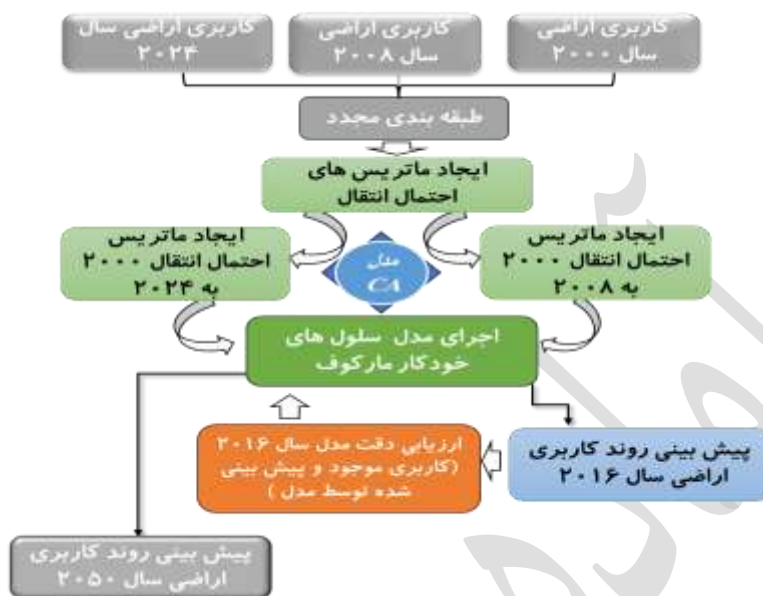 کاربری اراضی
سال ۲۰۰۰
کاربری اراضی
سال ۲۰۰۸
کاربری اراضی سال
۲۰۲۴
طبقه بندی مجدد
ایجاد ماتریس های
احتمال انتقال
ایجاد ماتریس
احتمال انتقال ۲۰۰۰
به ۲۰۰۸
مدل
CA
ایجاد ماتریس
احتمال انتقال ۲۰۰۰
به ۲۰۲۴
اجرای مدل سلول های
خودکار مارکوف
پیش بینی روند کاربری
اراضی سال ۲۰۱۶
ارزیابی دقت مدل سال ۲۰۱۶
(کاربری موجود و پیش بینی
شده توسط مدل )
پیش بینی روند کاربری
اراضی سال ۲۰۵۰